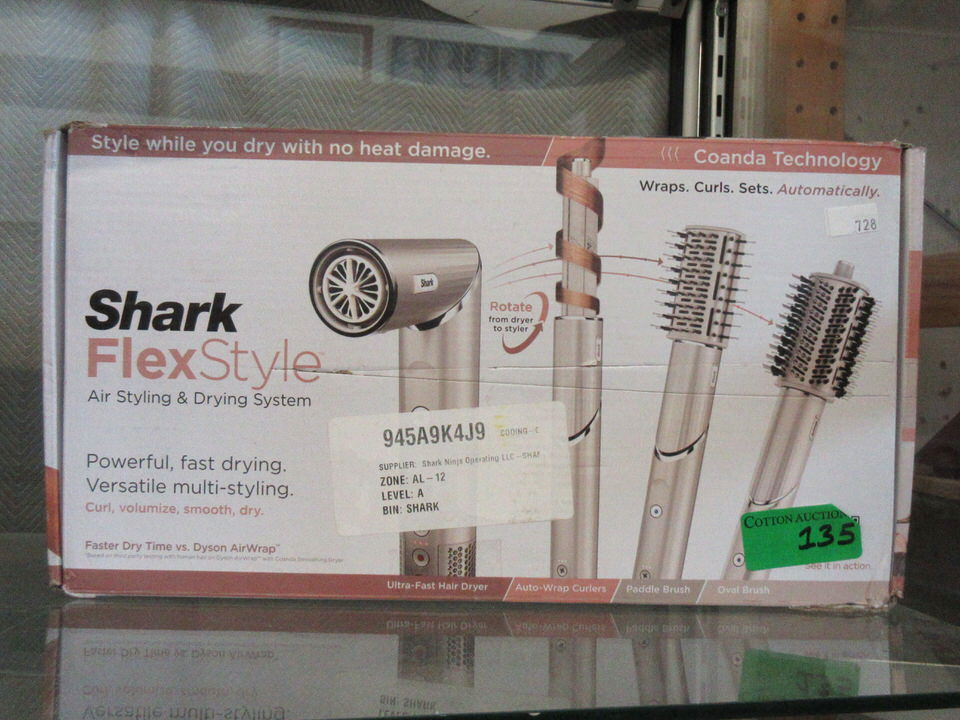 Style while you dry with no heat damage.
Coanda Technology
Wraps. Curls. Sets. Automatically.
728
Shark
Rotate
from dryer
to styler
Shark
FlexStyle
Air Styling & Drying System
945A9K4J9 CODING-C
SUPPLIER: Shark Ninja Operating LLC -SHAF
ZONE: AL-12
LEVEL: A
BIN: SHARK
Powerful, fast drying.
Versatile multi-styling.
Curl, volumize, smooth, dry.
COTTON AUCTION
135
See it in action.
Faster Dry Time vs. Dyson AirWrap™
Ultra-Fast Hair Dryer
Auto-Wrap Curlers
Paddle Brush
Oval Brush